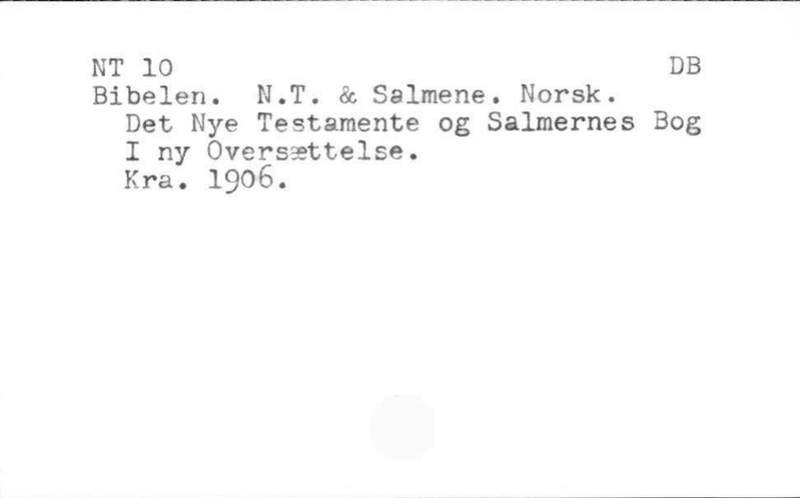 NT 10 DB
Bibelen. N.T. & Salmene. Norsk.
Det Nye Testamente og Salmernes Bog
I ny Oversættelse.
Kra. 1906.